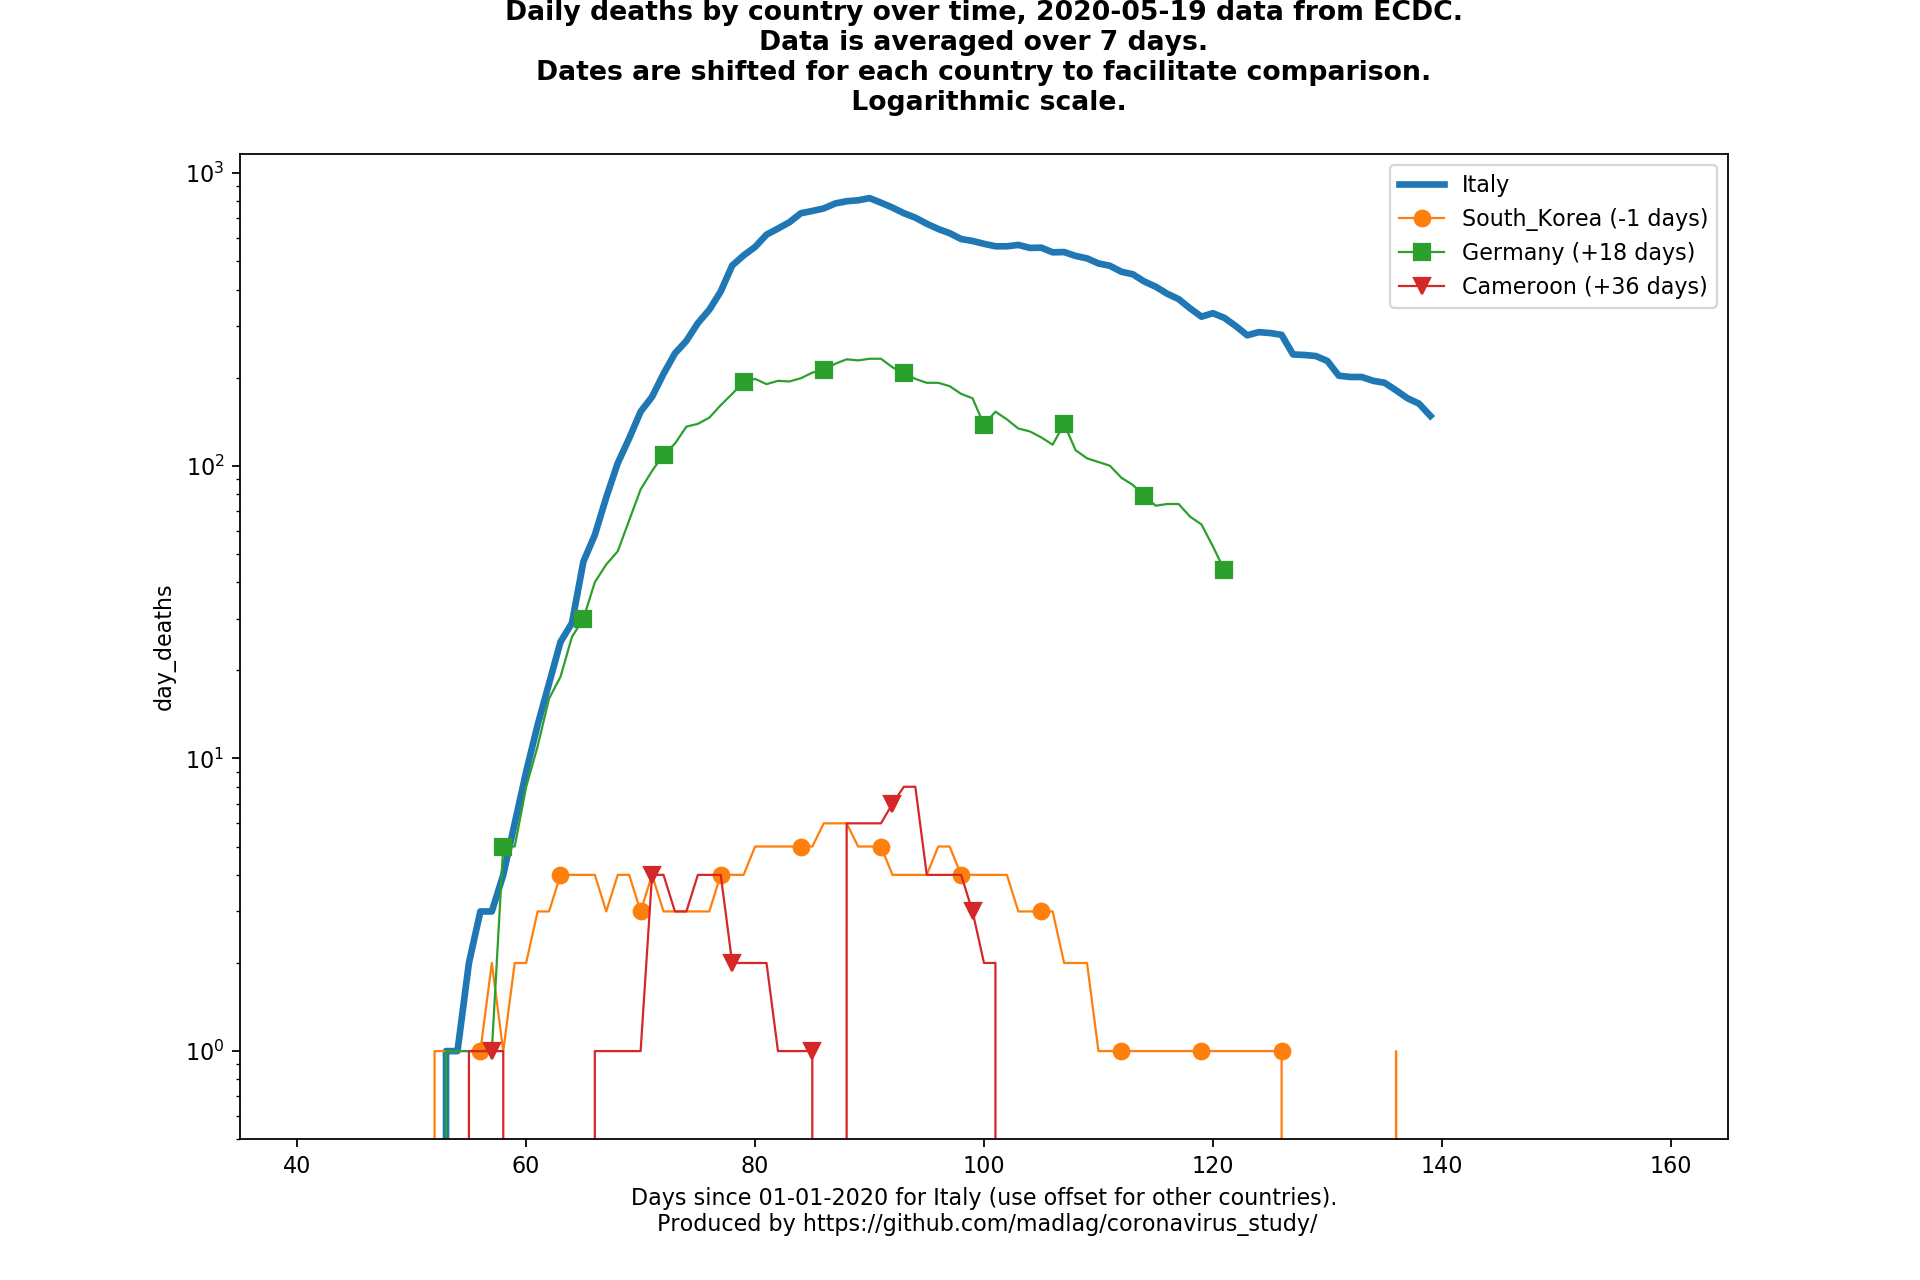 Daily deaths by country over time, 2020-05-19 data from ECDC.
Data is averaged over 7 days.
Dates are shifted for each country to facilitate comparison.
Logarithmic scale.
10³
10²
10¹
10⁰
day_deaths
Italy
South_Korea (-1 days)
Germany (+18 days)
Cameroon (+36 days)
40 60 80 100 120 140 160
Days since 01-01-2020 for Italy (use offset for other countries).
Produced by https://github.com/madlag/coronavirus_study/